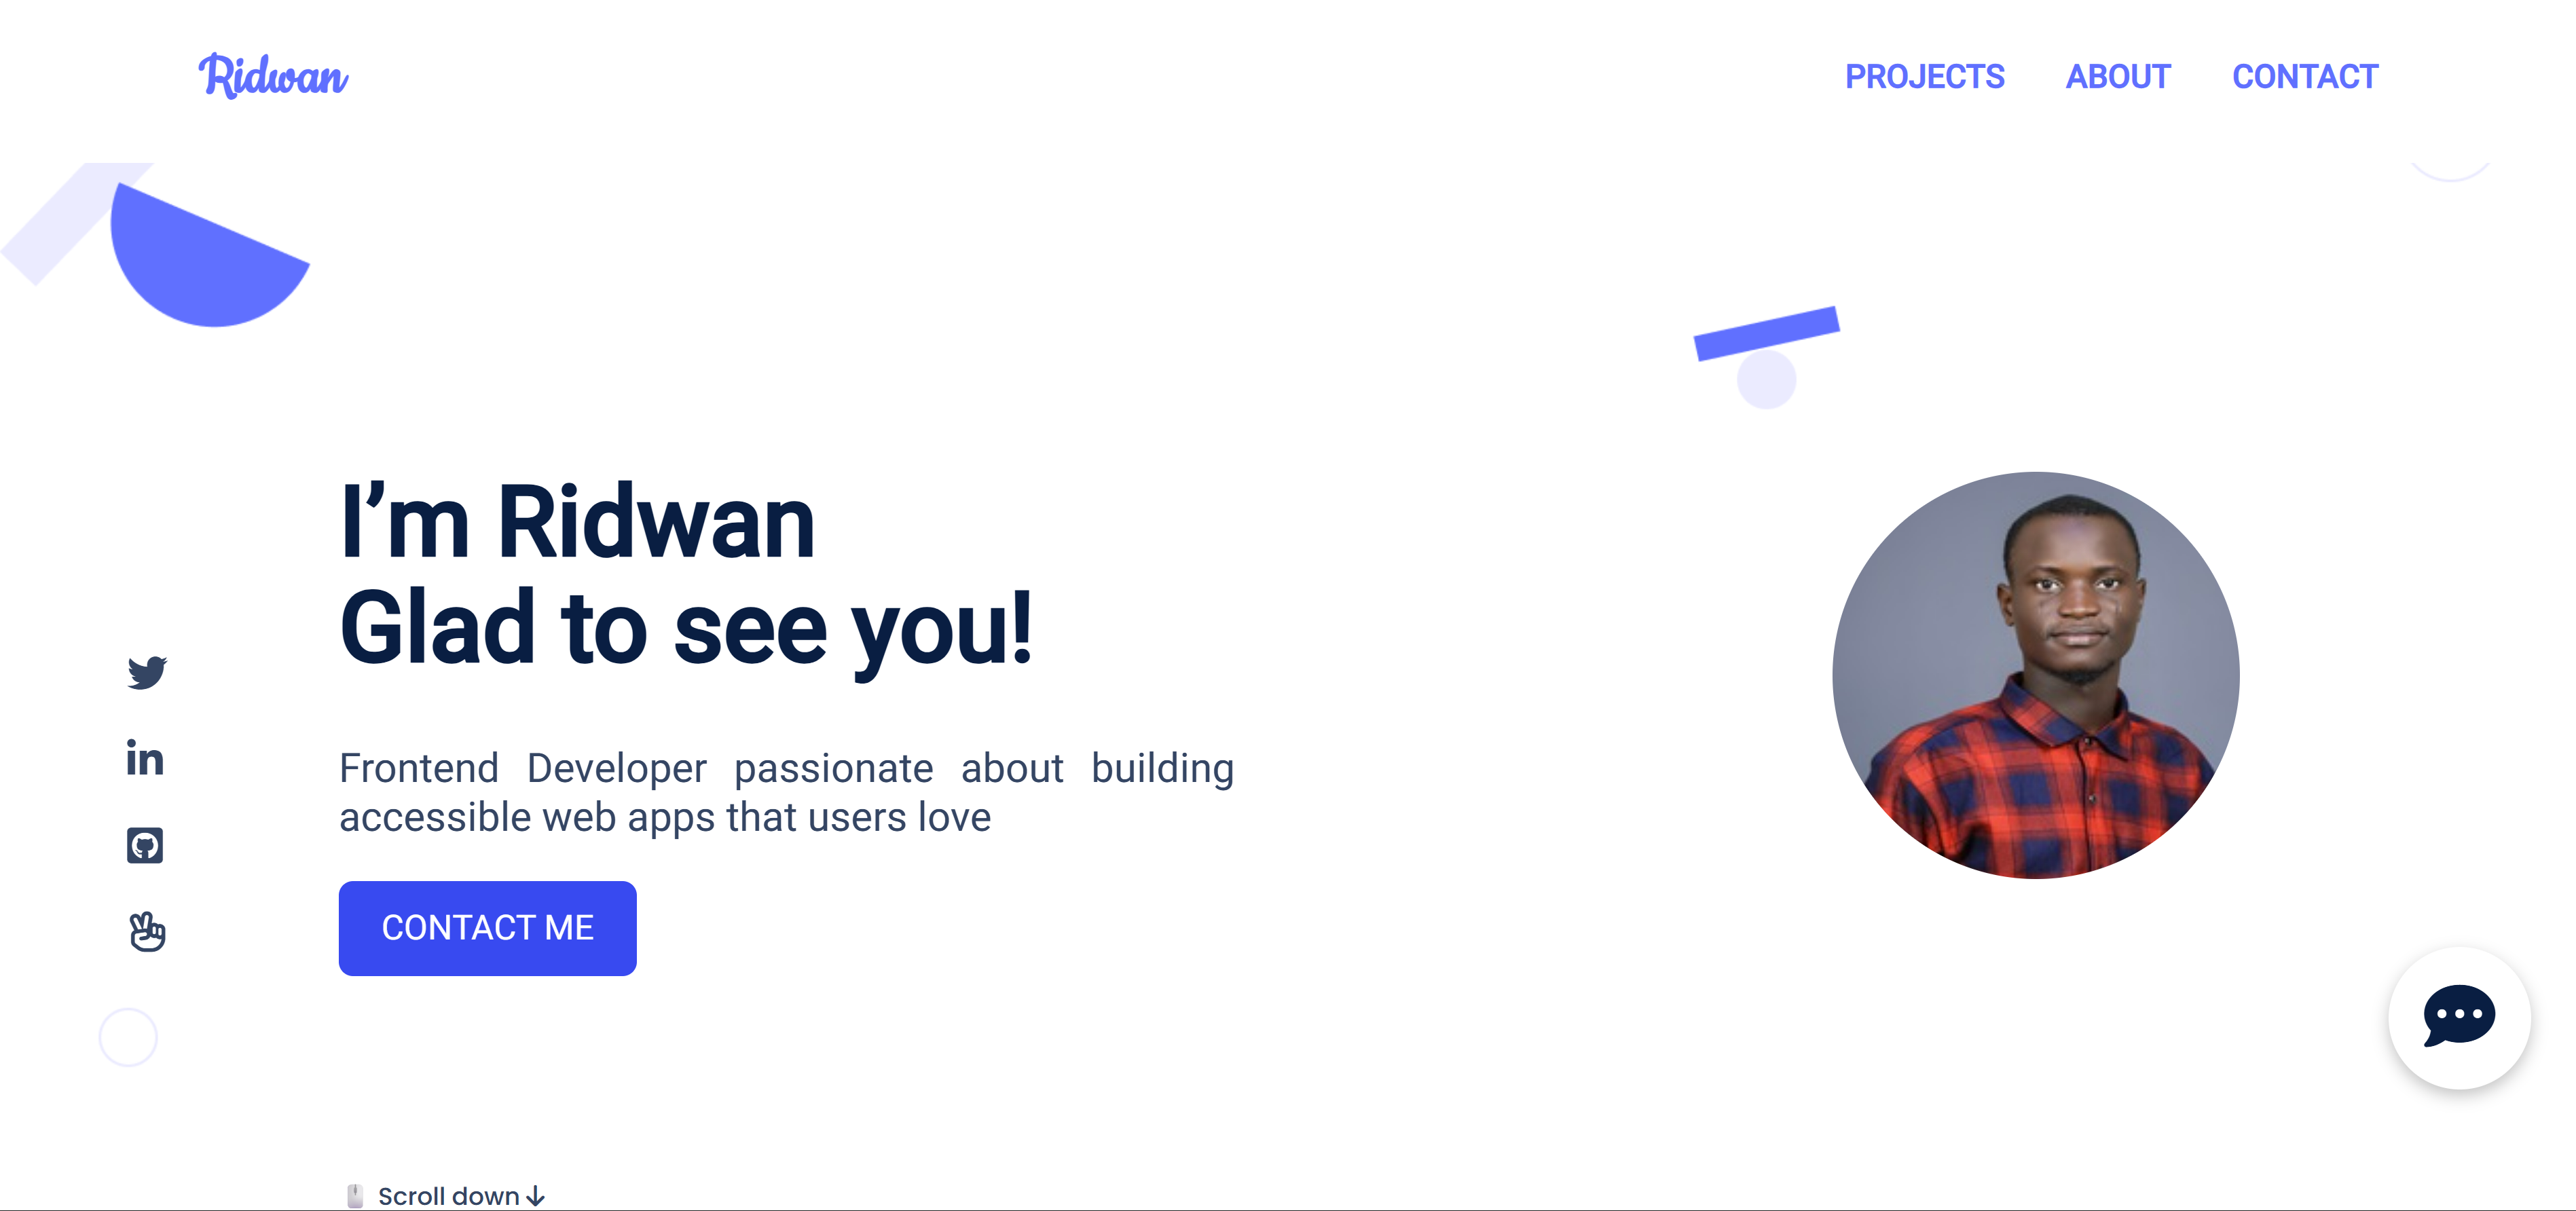 Ridwan
PROJECTS ABOUT CONTACT
I’m Ridwan
Glad to see you!
Frontend Developer passionate about building
accessible web apps that users love
CONTACT ME
Scroll down